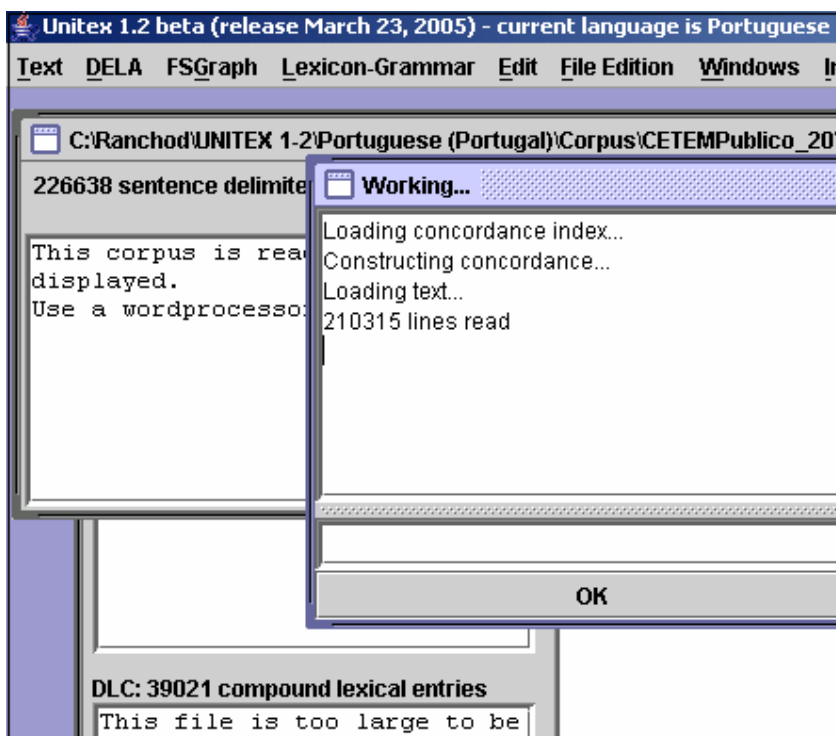 Unitex 1.2 beta (release March 23, 2005) - current language is Portuguese
Text DELA FSGraph Lexicon-Grammar Edit File Edition Windows
C:\Ranchod\UNITEX 1-2\Portuguese (Portugal)\Corpus\CETEMPublico_20
226638 sentence delimite
Working...
This corpus is rea
displayed.
Use a wordprocesso
Loading concordance index...
Constructing concordance...
Loading text...
210315 lines read
OK
DLC: 39021 compound lexical entries
This file is too large to be